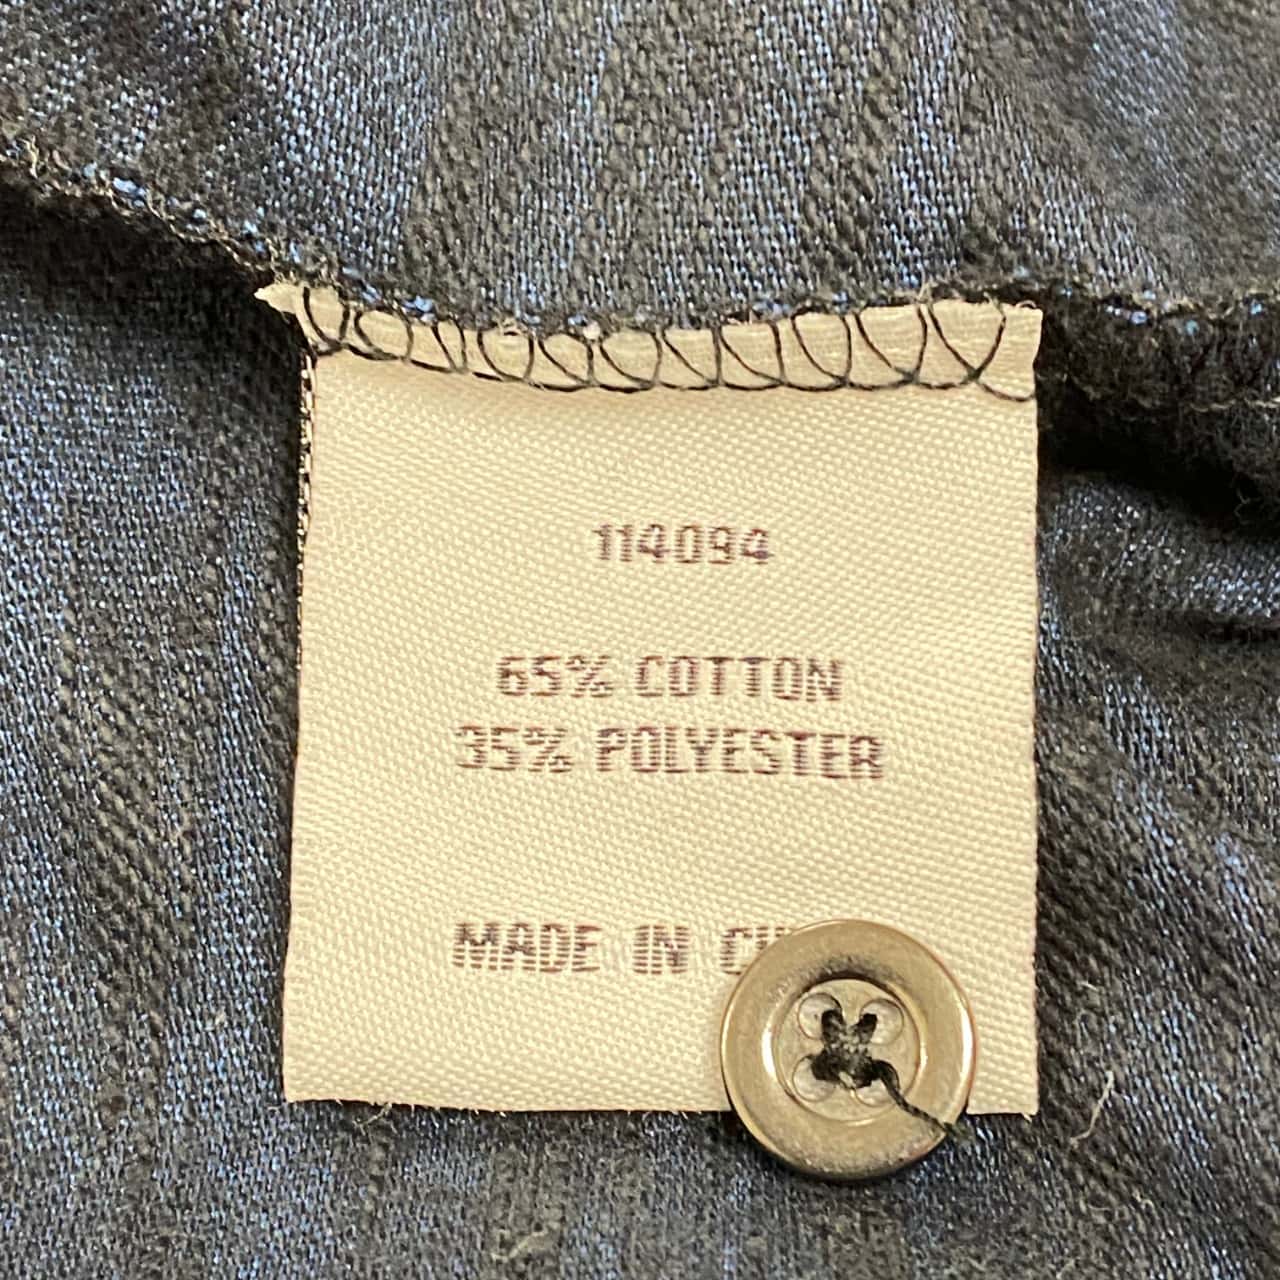 114094
65% COTTON
35% POLYESTER
MADE IN